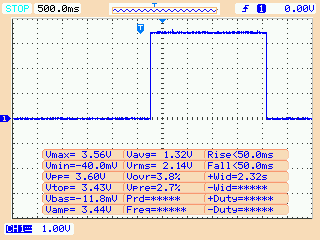 STOP 500.0ms T ƒ 1 0.00V
T
1
Vmax= 3.56V Vavg= 1.32V Rise<50.0ms
Vmin=-40.0mV Vrms= 2.14V Fall<50.0ms
Vpp= 3.60V Vovr=3.8% +Wid=2.32s
Vtop= 3.43V Vpre=2.7% -Wid=*****
Vbas=-11.8mV Prd=***** +Duty=*****
Vamp= 3.44V Freq=***** -Duty=*****
CH1 1.00V